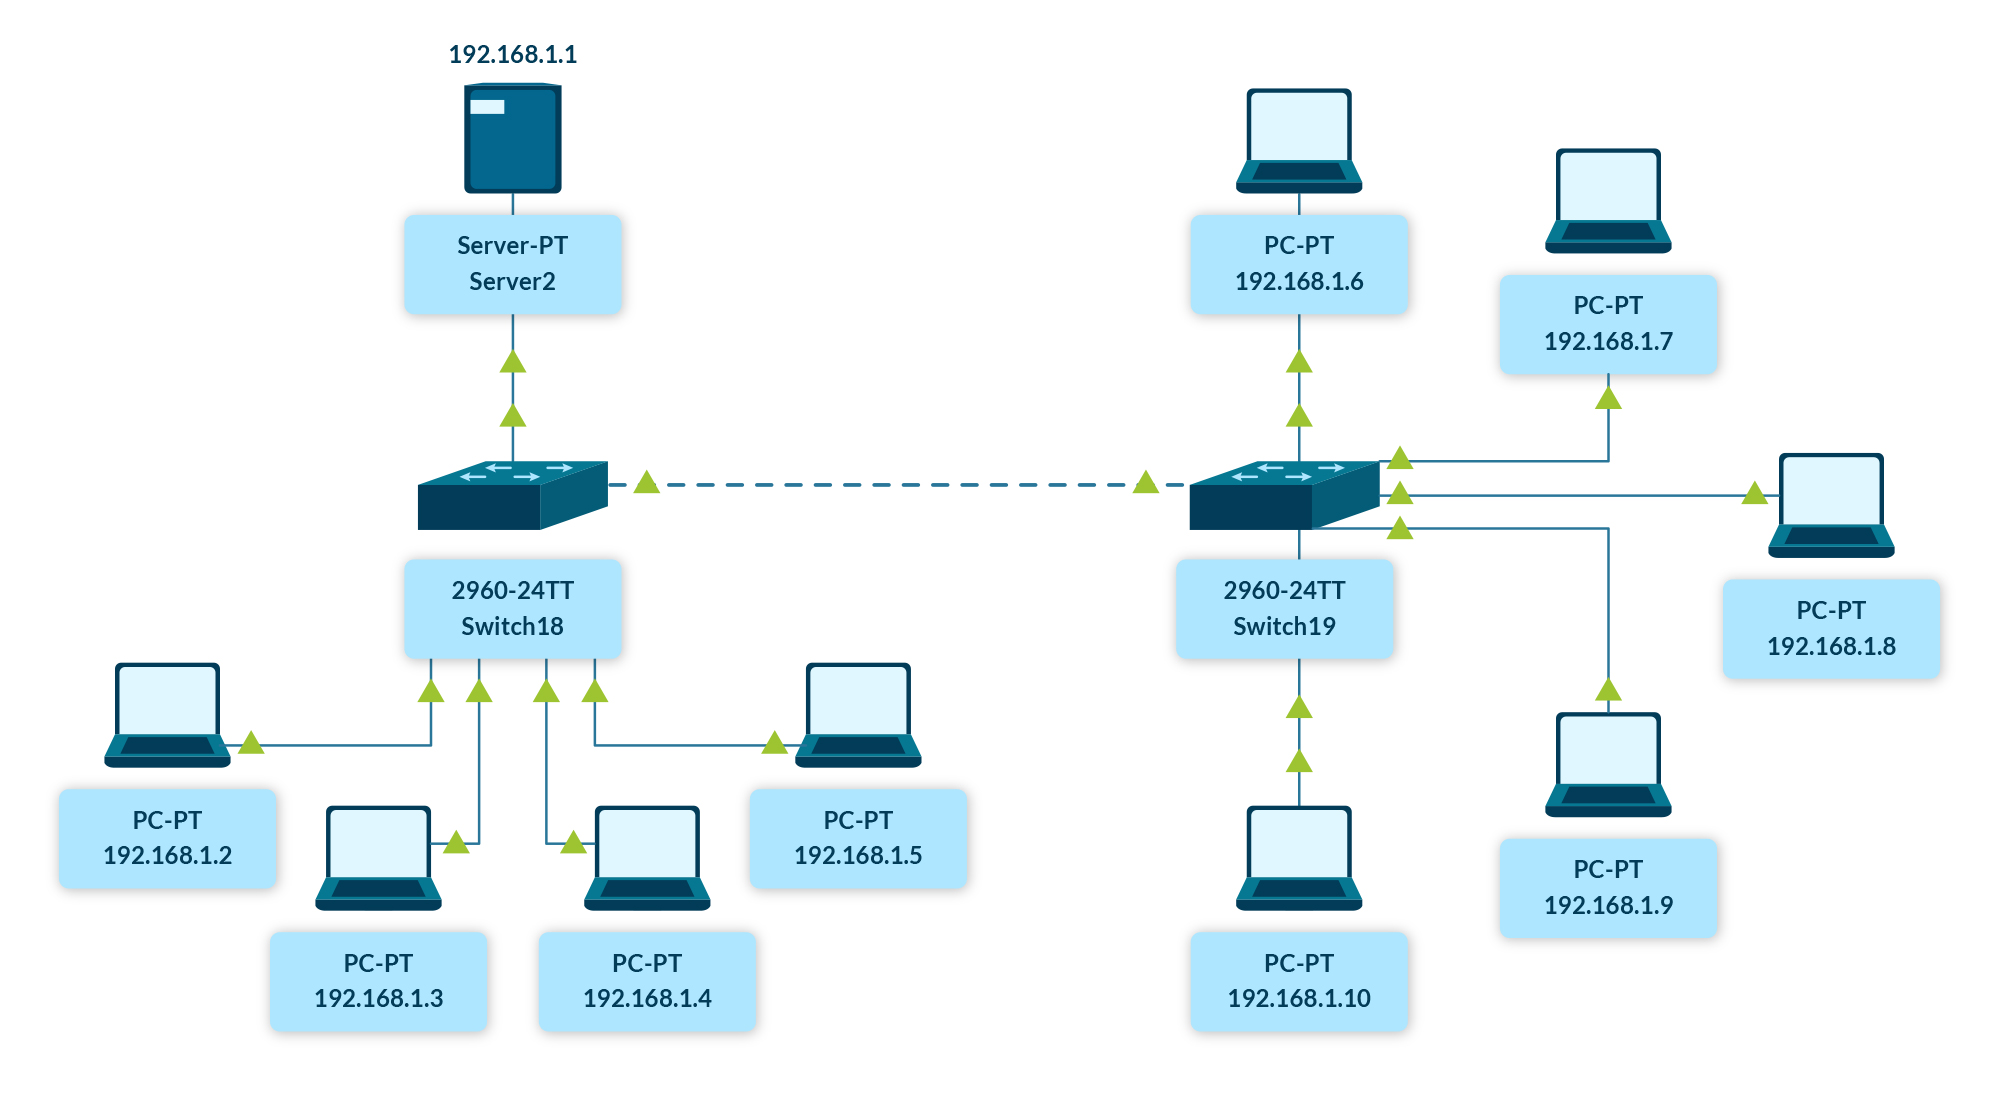 192.168.1.1
Server-PT
Server2
PC-PT
192.168.1.6
PC-PT
192.168.1.7
2960-24TT
Switch18
2960-24TT
Switch19
PC-PT
192.168.1.8
PC-PT
192.168.1.2
PC-PT
192.168.1.3
PC-PT
192.168.1.4
PC-PT
192.168.1.5
PC-PT
192.168.1.10
PC-PT
192.168.1.9